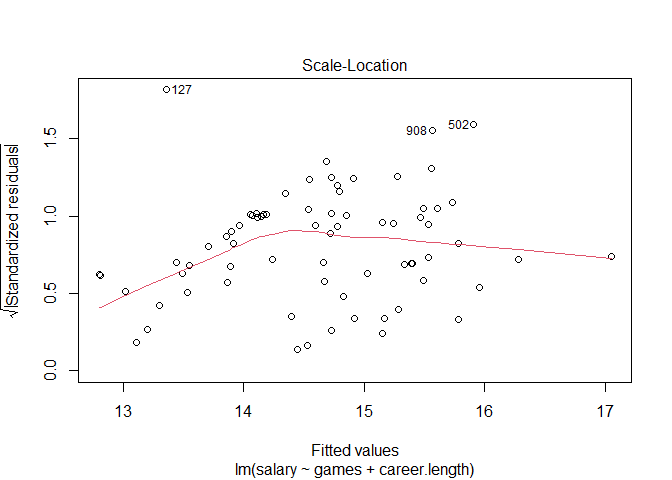 Scale-Location
√|Standardized residuals|
1.5
1.0
0.5
0.0
127
908
502
13 14 15 16 17
Fitted values
lm(salary ~ games + career.length)